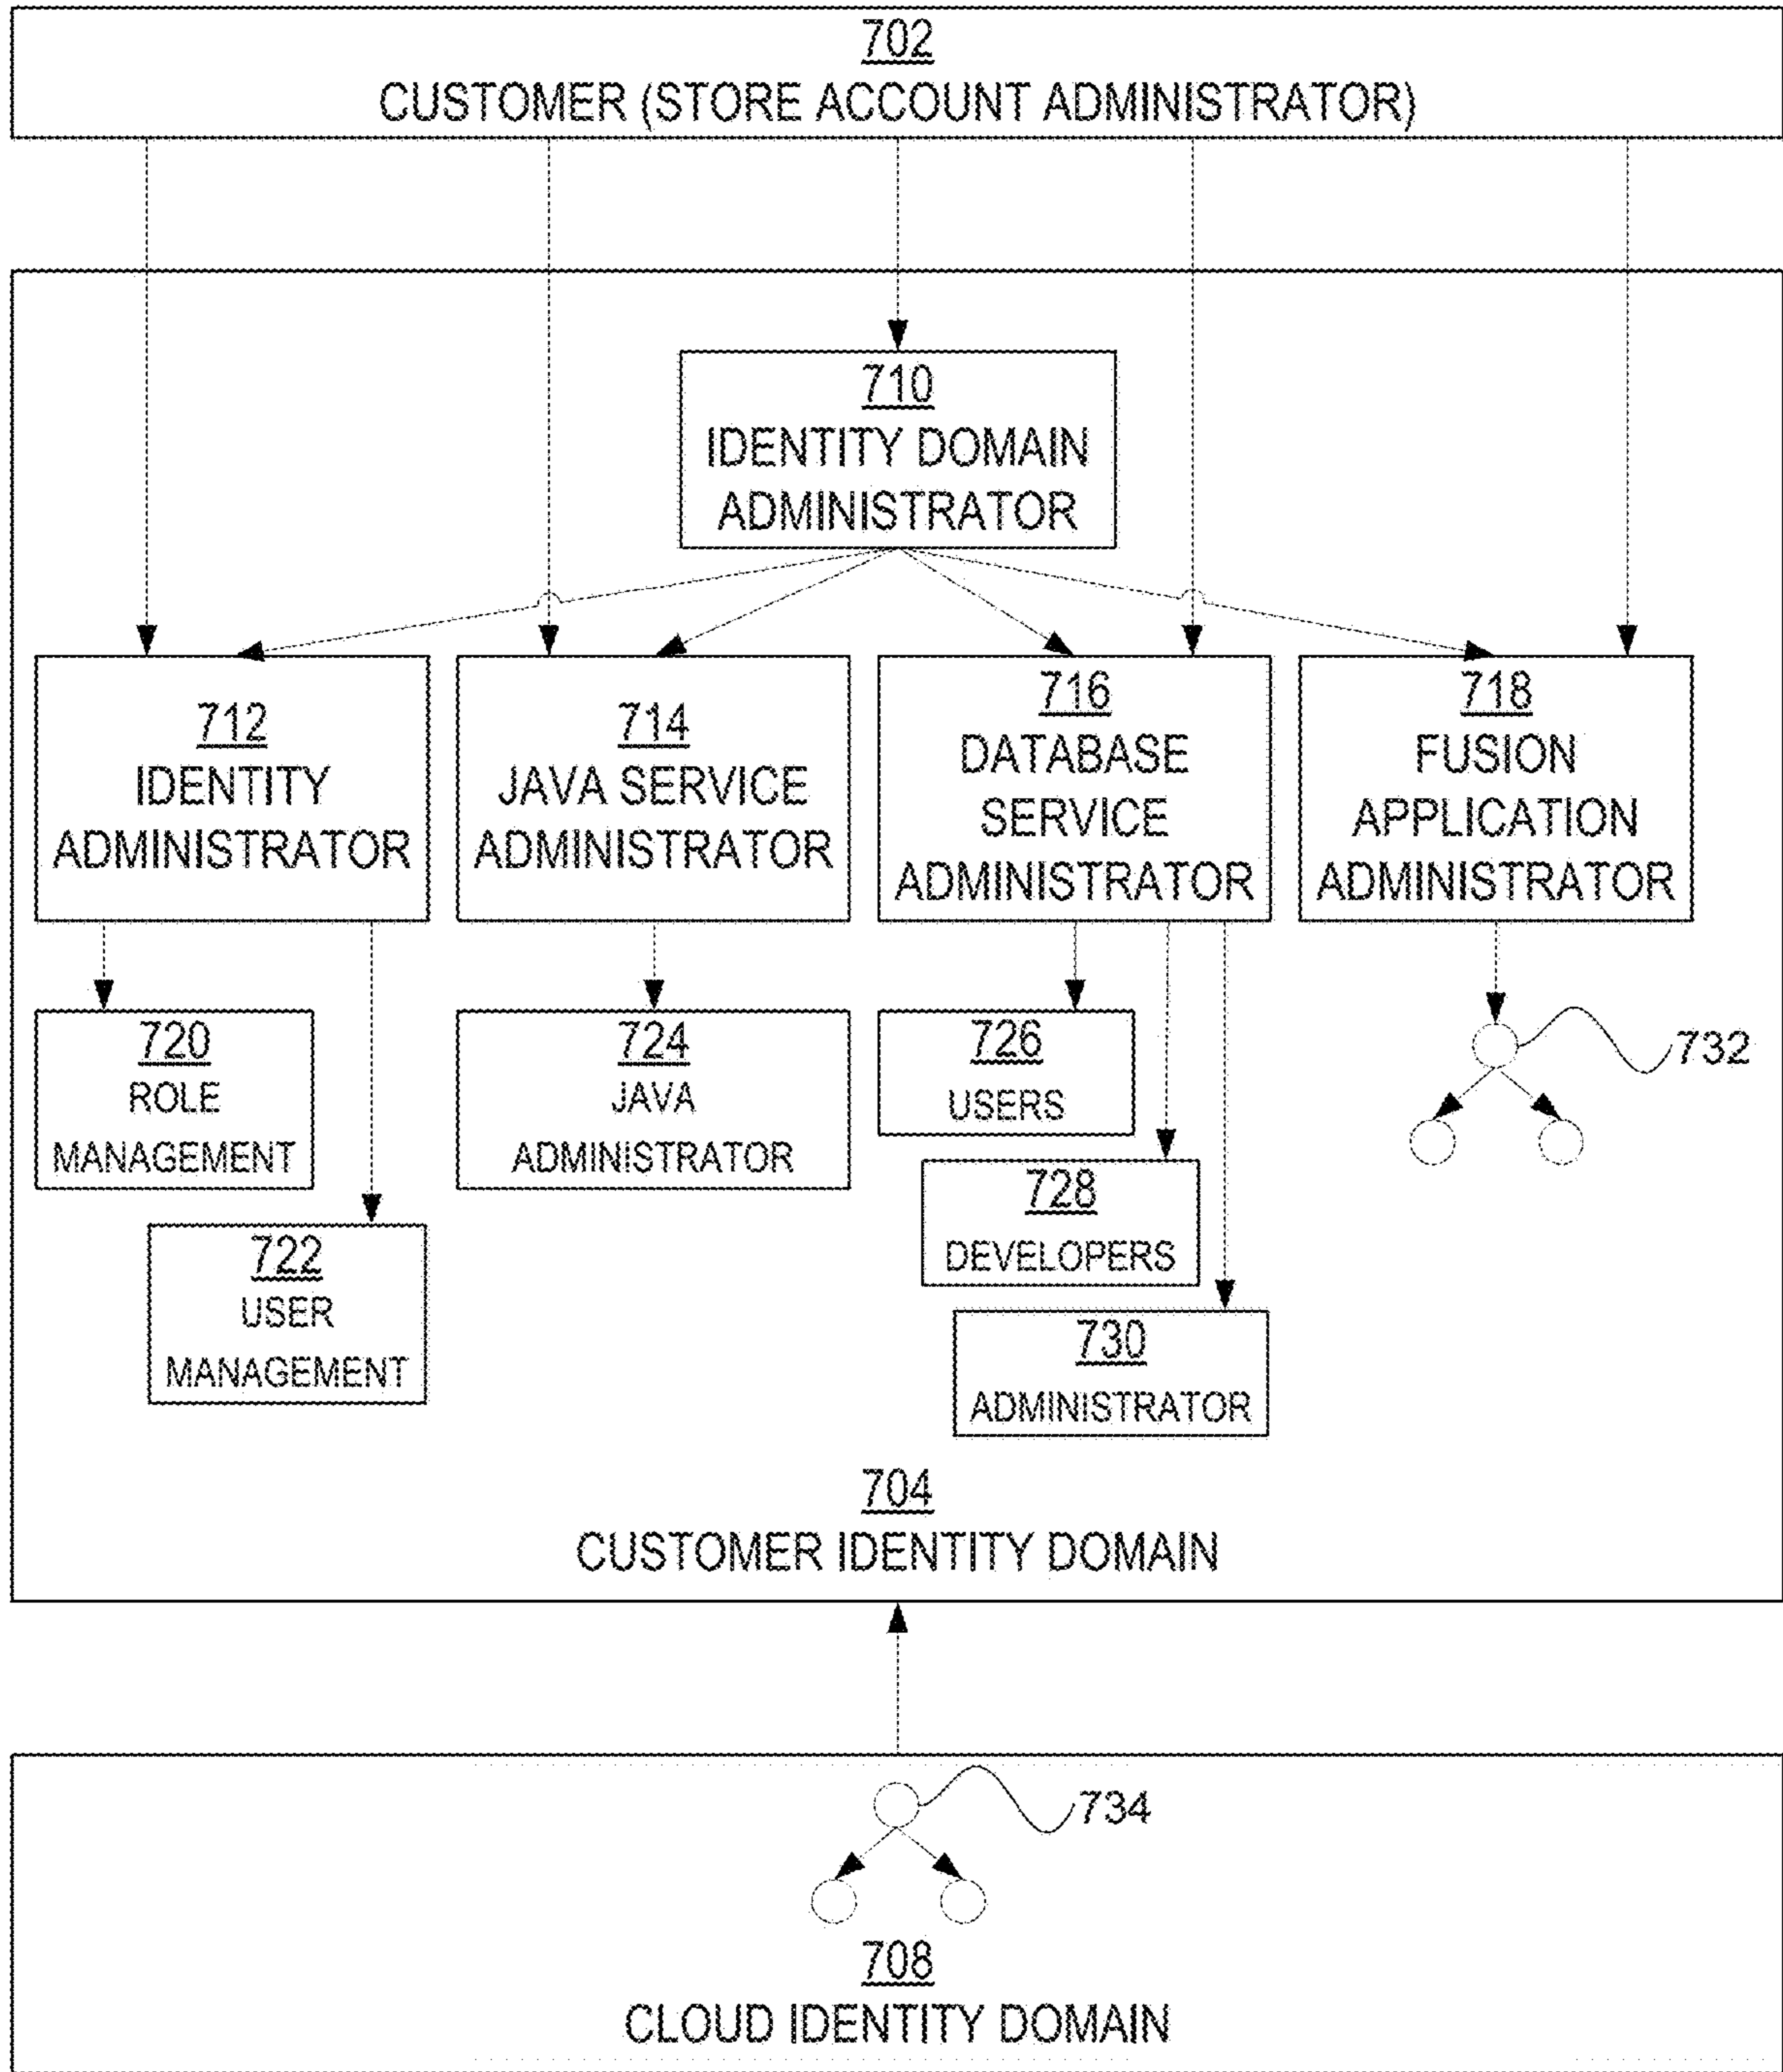 702
CUSTOMER (STORE ACCOUNT ADMINISTRATOR)
710
IDENTITY DOMAIN
ADMINISTRATOR
712
IDENTITY
ADMINISTRATOR
714
JAVA SERVICE
ADMINISTRATOR
716
DATABASE
SERVICE
ADMINISTRATOR
718
FUSION
APPLICATION
ADMINISTRATOR
720
ROLE
MANAGEMENT
722
USER
MANAGEMENT
724
JAVA
ADMINISTRATOR
726
USERS
728
DEVELOPERS
730
ADMINISTRATOR
732
704
CUSTOMER IDENTITY DOMAIN
734
708
CLOUD IDENTITY DOMAIN